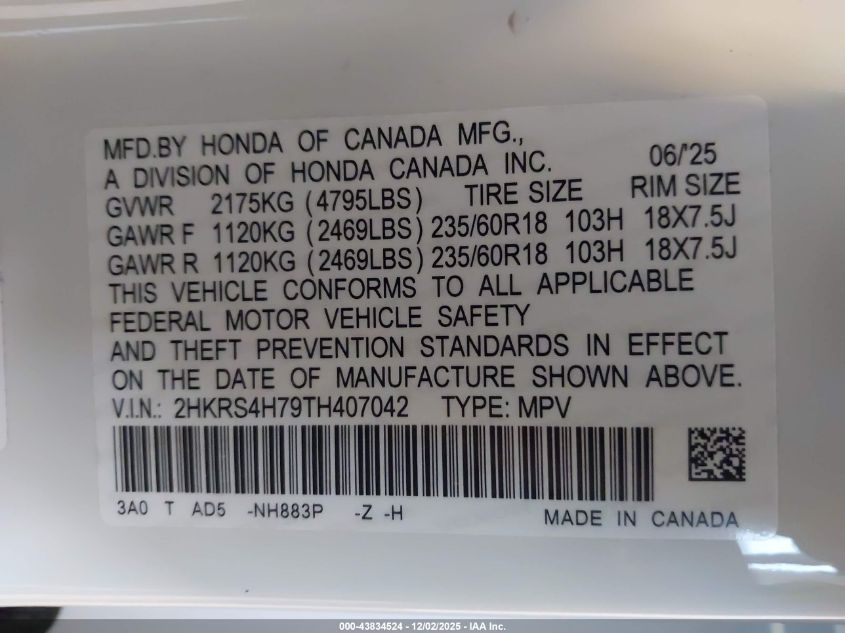 MFD.BY HONDA OF CANADA MFG.,
A DIVISION OF HONDA CANADA INC. 06/'25
GVWR 2175KG (4795LBS) TIRE SIZE RIM SIZE
GAWR F 1120KG (2469LBS) 235/60R18 103H 18X7.5J
GAWR R 1120KG (2469LBS) 235/60R18 103H 18X7.5J
THIS VEHICLE CONFORMS TO ALL APPLICABLE
FEDERAL MOTOR VEHICLE SAFETY
AND THEFT PREVENTION STANDARDS IN EFFECT
ON THE DATE OF MANUFACTURE SHOWN ABOVE.
V.I.N.: 2HKRS4H79TH407042 TYPE: MPV
3A0 T AD5 -NH883P -Z -H MADE IN CANADA
000-43834524 - 12/02/2025 - IAA Inc.